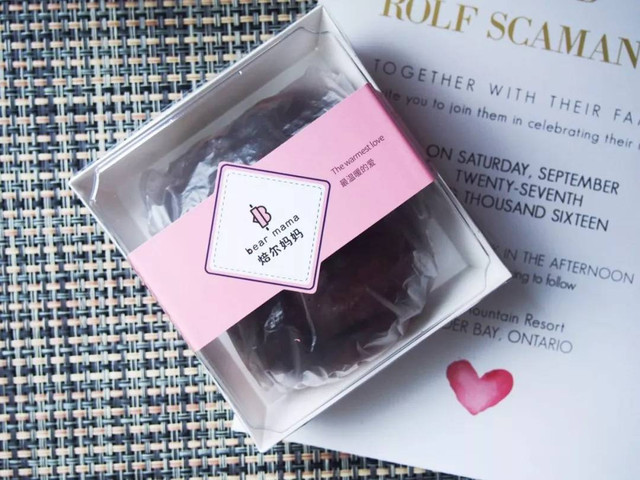 ROLF SCAMAN
TOGETHER WITH THEIR
you to join them in celebrating their
ON SATURDAY, SEPTEMBER
TWENTY-SEVENTH
THOUSAND SIXTEEN
IN THE AFTERNOON
to follow
Resort
BAY, ONTARIO
The warmest love
最温暖的爱
B
bear mama
焙尔妈妈